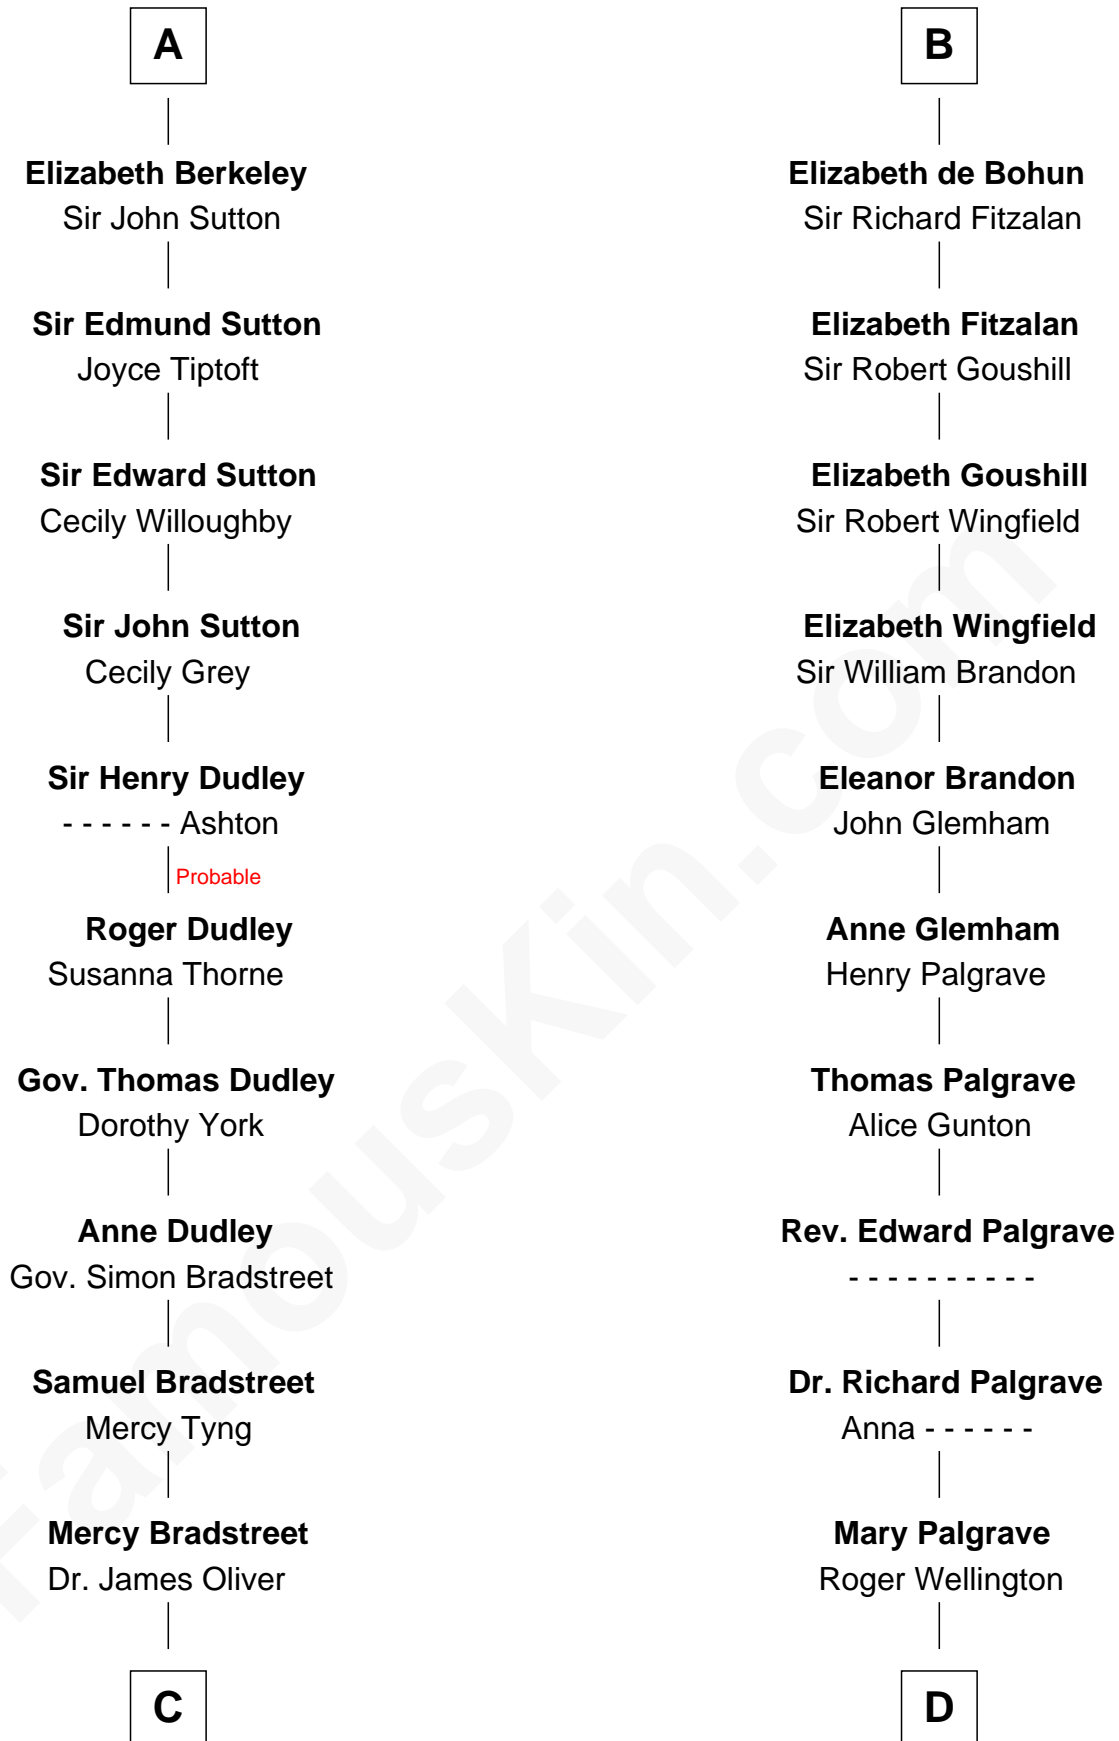 A
Elizabeth Berkeley
Sir John Sutton
Sir Edmund Sutton
Joyce Tiptoft
Sir Edward Sutton
Cecily Willoughby
Sir John Sutton
Cecily Grey
Sir Henry Dudley
- - - - - - Ashton
Probable
Roger Dudley
Susanna Thorne
Gov. Thomas Dudley
Dorothy York
Anne Dudley
Gov. Simon Bradstreet
Samuel Bradstreet
Mercy Tyng
Mercy Bradstreet
Dr. James Oliver
C
B
Elizabeth de Bohun
Sir Richard Fitzalan
Elizabeth Fitzalan
Sir Robert Goushill
Elizabeth Goushill
Sir Robert Wingfield
Elizabeth Wingfield
Sir William Brandon
Eleanor Brandon
John Glemham
Anne Glemham
Henry Palgrave
Thomas Palgrave
Alice Gunton
Rev. Edward Palgrave
- - - - - - - - - -
Dr. Richard Palgrave
Anna - - - - - -
Mary Palgrave
Roger Wellington
D
FamousKin.com